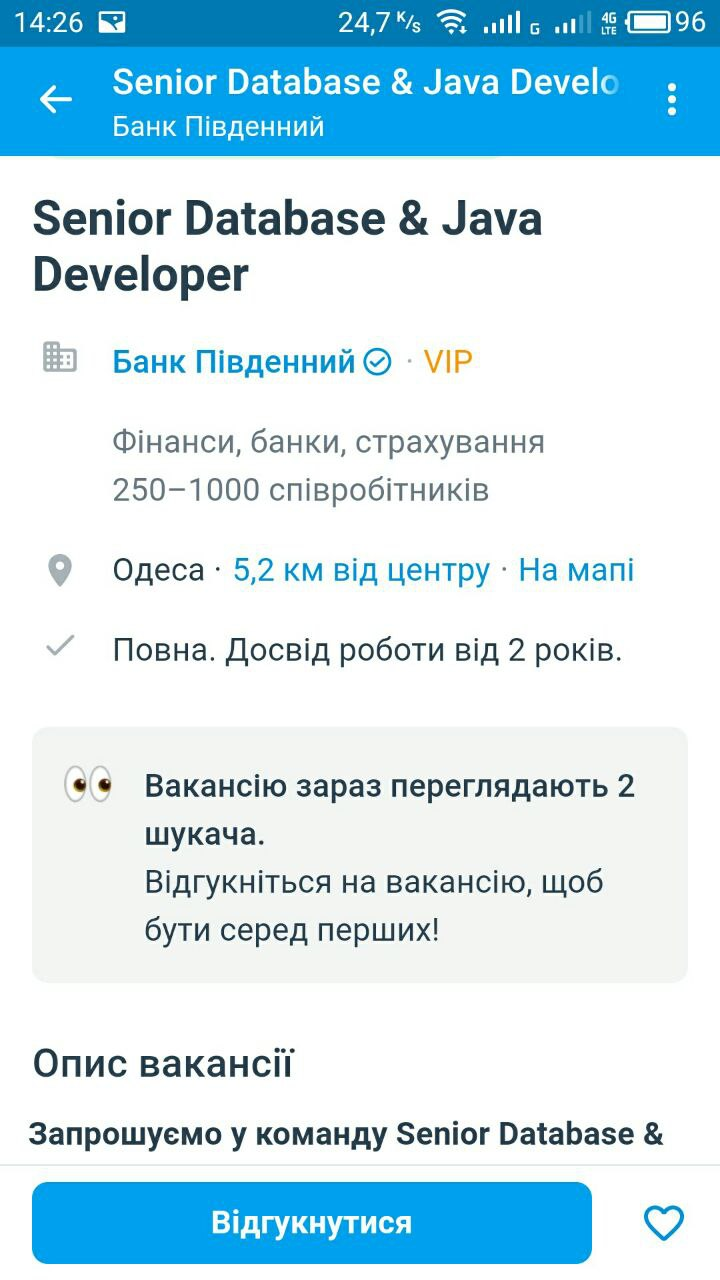 14:26 24,7 K/s G 4G LTE 96
Senior Database & Java Develo
Банк Південний
Senior Database & Java
Developer
Банк Південний · VIP
Фінанси, банки, страхування
250–1000 співробітників
Одеса · 5,2 км від центру · На мапі
Повна. Досвід роботи від 2 років.
Вакансію зараз переглядають 2
шукача.
Відгукніться на вакансію, щоб
бути серед перших!
Опис вакансії
Запрошуємо у команду Senior Database &
Відгукнутися